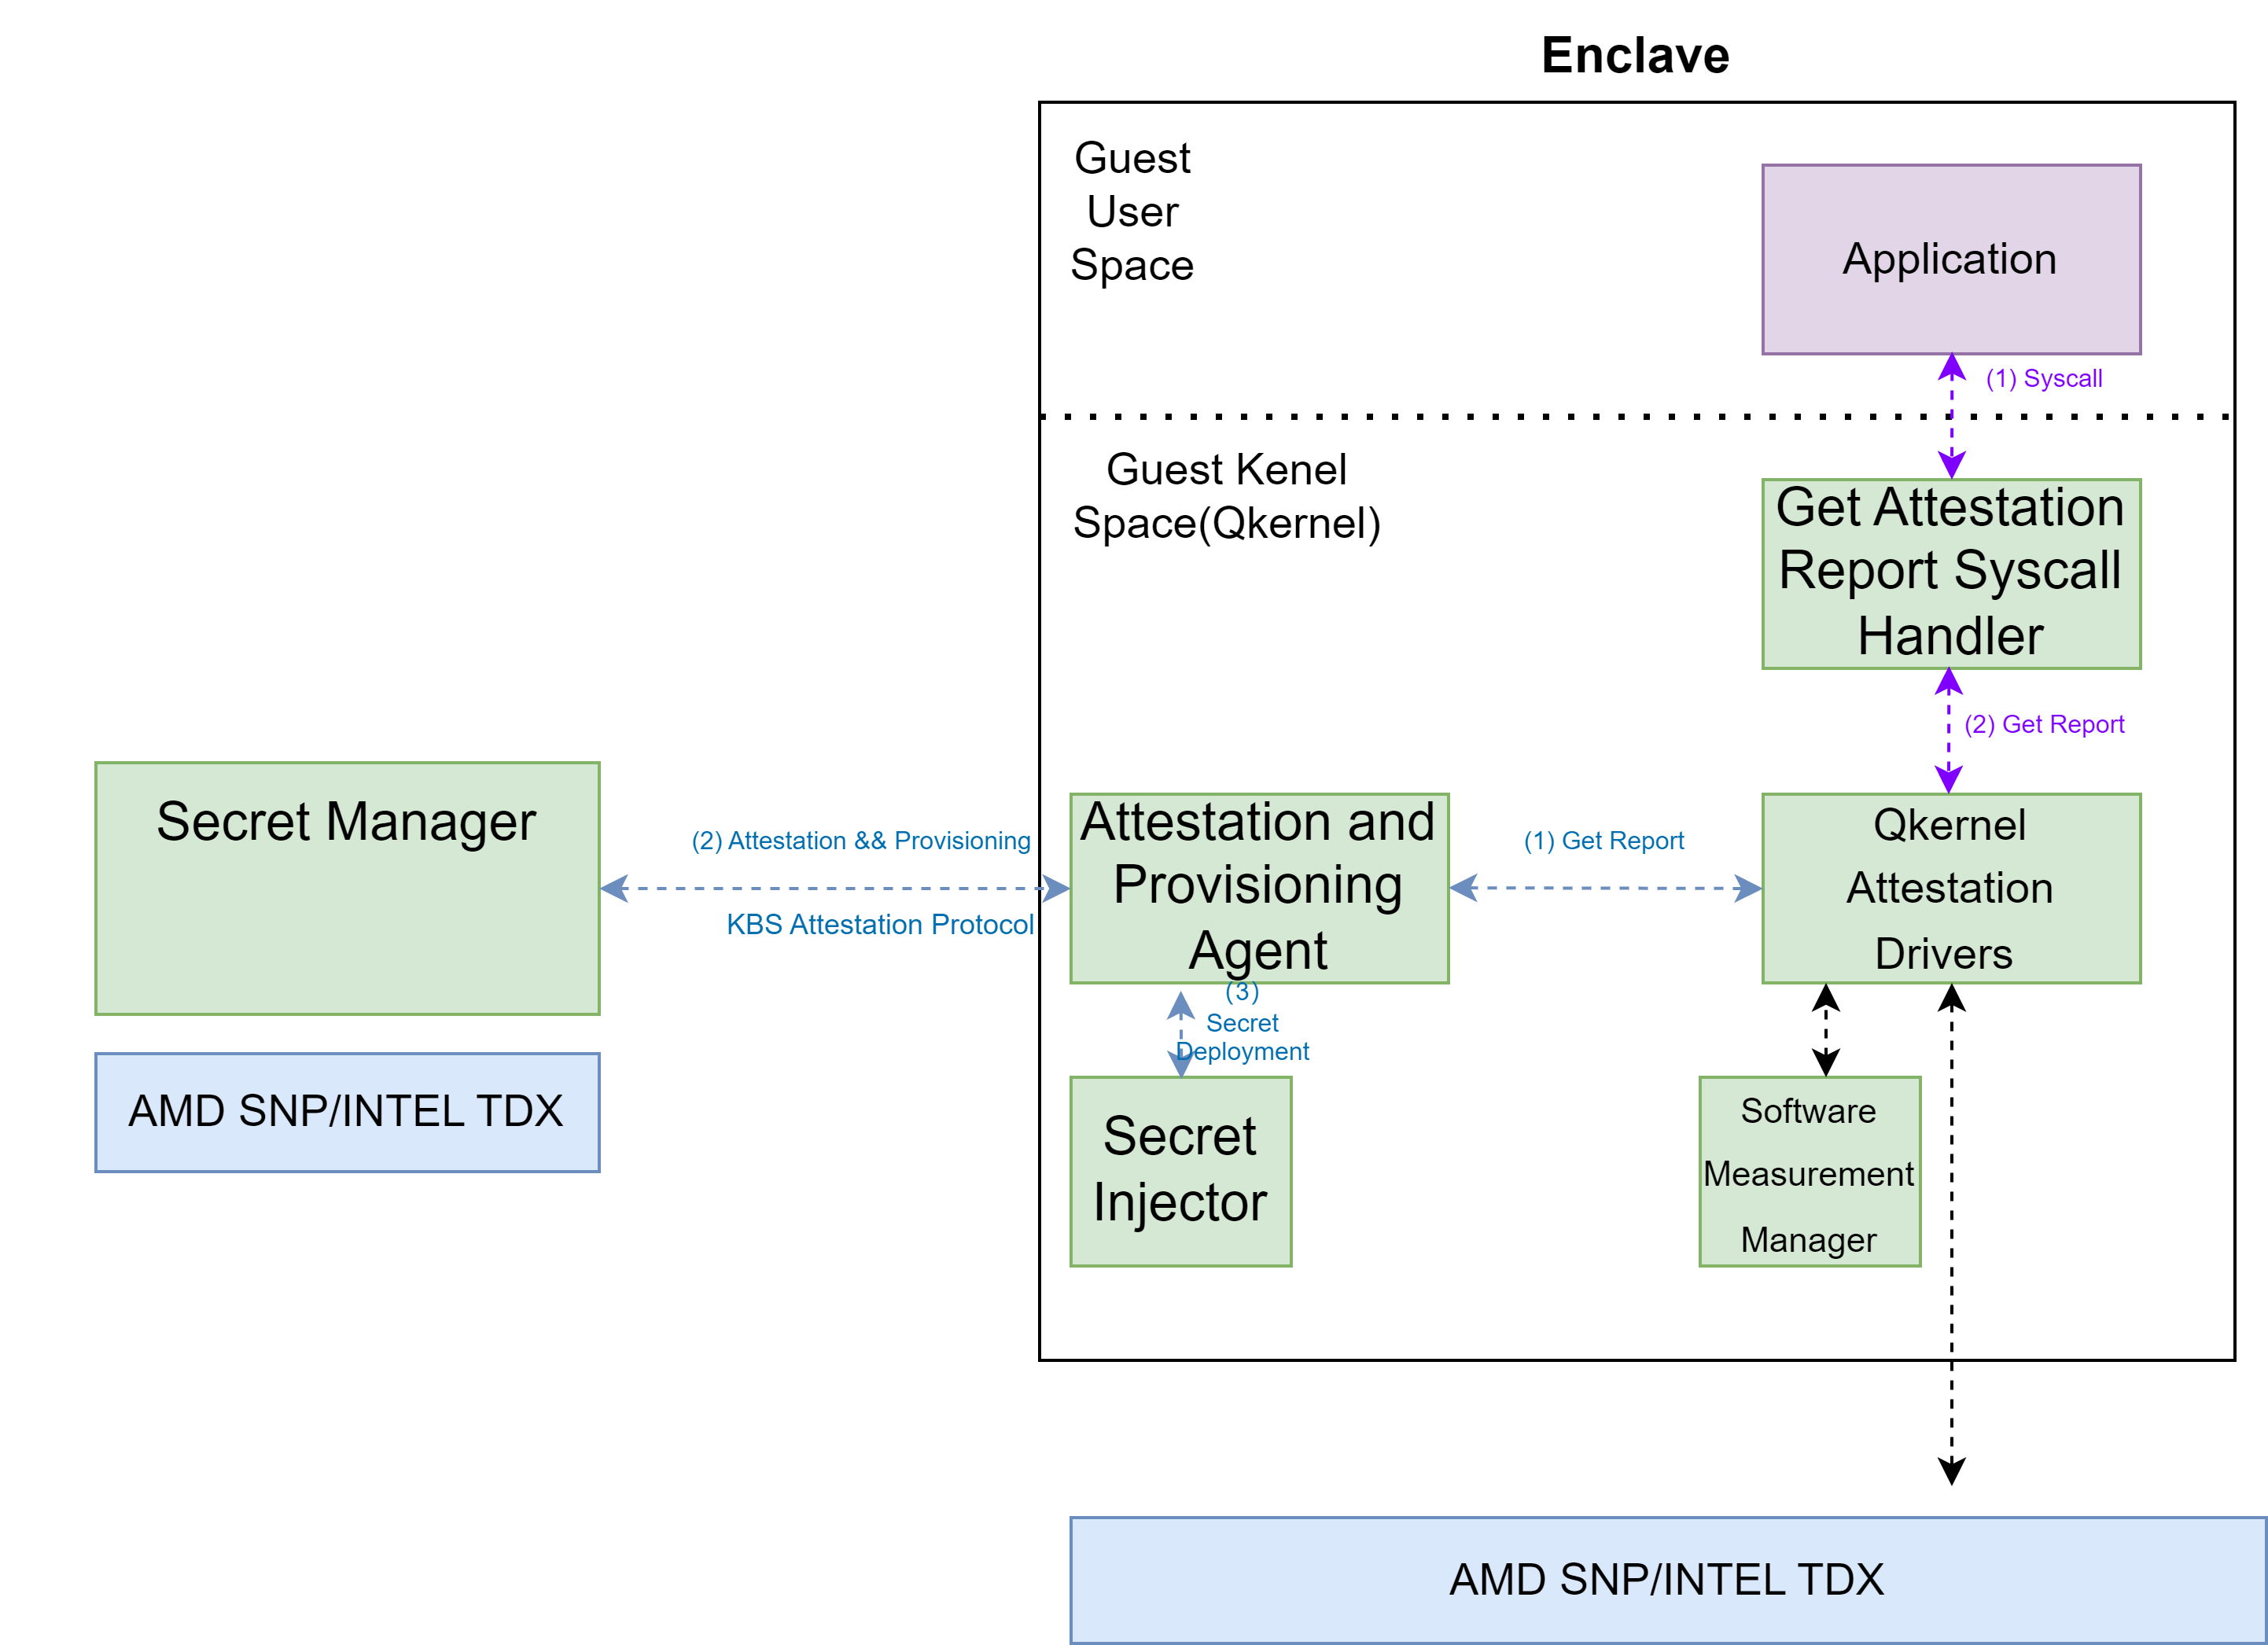 Enclave
Guest
User
Space
Application
(1) Syscall
Guest Kenel
Space(Qkernel)
Get Attestation
Report Syscall
Handler
(2) Get Report
Secret Manager
(2) Attestation && Provisioning
KBS Attestation Protocol
Attestation and
Provisioning
Agent
(1) Get Report
Qkernel
Attestation
Drivers
(3)
Secret
Deployment
AMD SNP/INTEL TDX
Secret
Injector
Software
Measurement
Manager
AMD SNP/INTEL TDX